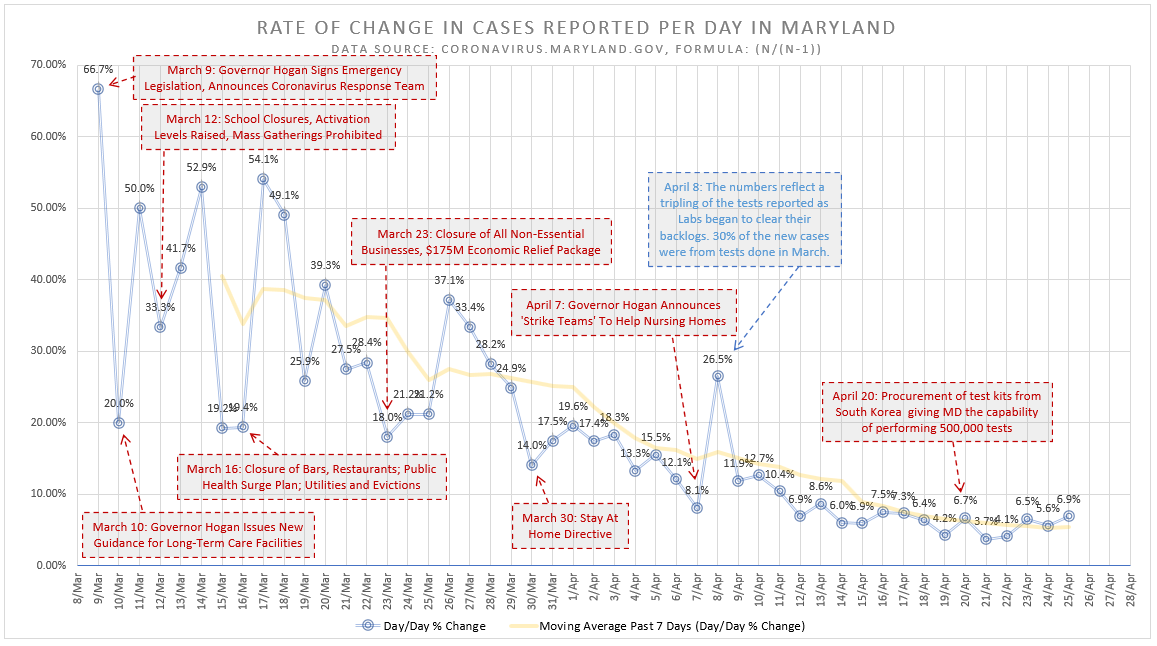 RATE OF CHANGE IN CASES REPORTED PER DAY IN MARYLAND
DATA SOURCE: CORONAVIRUS.MARYLAND.GOV, FORMULA: (N/(N-1))
70.00%
60.00%
50.00%
40.00%
30.00%
20.00%
10.00%
0.00%
March 9: Governor Hogan Signs Emergency
Legislation, Announces Coronavirus Response Team
March 12: School Closures, Activation
Levels Raised, Mass Gatherings Prohibited
April 8: The numbers reflect a
tripling of the tests reported as
Labs began to clear their
backlogs. 30% of the new cases
were from tests done in March.
March 23: Closure of All Non-Essential
Businesses, $175M Economic Relief Package
April 7: Governor Hogan Announces
'Strike Teams' To Help Nursing Homes
April 20: Procurement of test kits from
South Korea giving MD the capability
of performing 500,000 tests
March 16: Closure of Bars, Restaurants; Public
Health Surge Plan; Utilities and Evictions
March 10: Governor Hogan Issues New
Guidance for Long-Term Care Facilities
March 30: Stay At
Home Directive
66.7%
20.0%
50.0%
33.3%
41.7%
52.9%
19.2%
19.4%
54.1%
49.1%
25.9%
39.3%
27.5%
28.4%
18.0%
21.2%
21.2%
37.1%
33.4%
28.2%
24.9%
14.0%
17.5%
19.6%
17.4%
18.3%
13.3%
15.5%
12.1%
8.1%
26.5%
11.9%
12.7%
10.4%
6.9%
8.6%
6.0%
5.9%
7.5%
7.3%
6.4%
4.2%
6.7%
3.7%
4.1%
6.5%
5.6%
6.9%
8/Mar
9/Mar
10/Mar
11/Mar
12/Mar
13/Mar
14/Mar
15/Mar
16/Mar
17/Mar
18/Mar
19/Mar
20/Mar
21/Mar
22/Mar
23/Mar
24/Mar
25/Mar
26/Mar
27/Mar
28/Mar
29/Mar
30/Mar
31/Mar
1/Apr
2/Apr
3/Apr
4/Apr
5/Apr
6/Apr
7/Apr
8/Apr
9/Apr
10/Apr
11/Apr
12/Apr
13/Apr
14/Apr
15/Apr
16/Apr
17/Apr
18/Apr
19/Apr
20/Apr
21/Apr
22/Apr
23/Apr
24/Apr
25/Apr
26/Apr
27/Apr
28/Apr
Day/Day % Change
Moving Average Past 7 Days (Day/Day % Change)